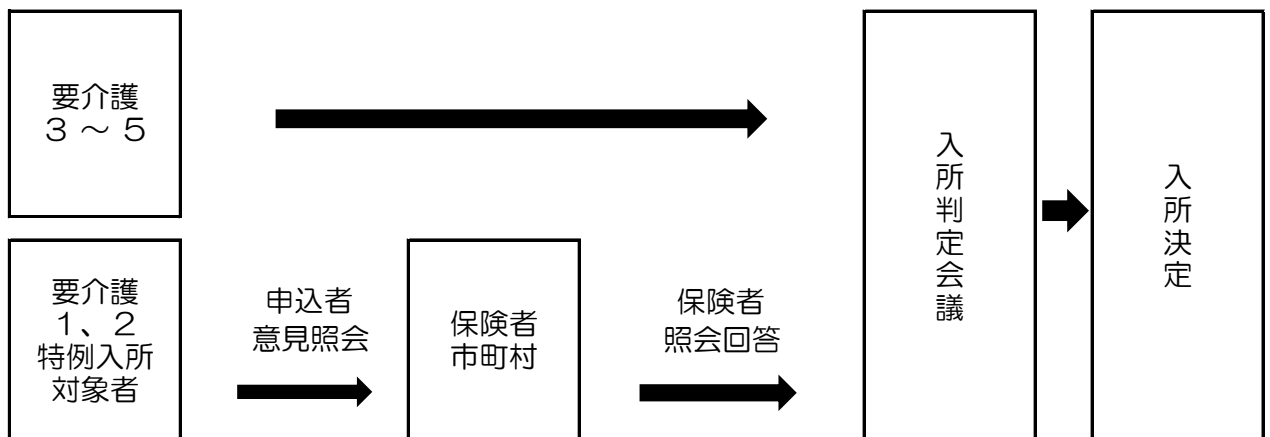 要介護
３ ～ ５
要介護
１、２
特例入所
対象者
申込者
意見照会
保険者
市町村
保険者
照会回答
入所判定会議
入所決定